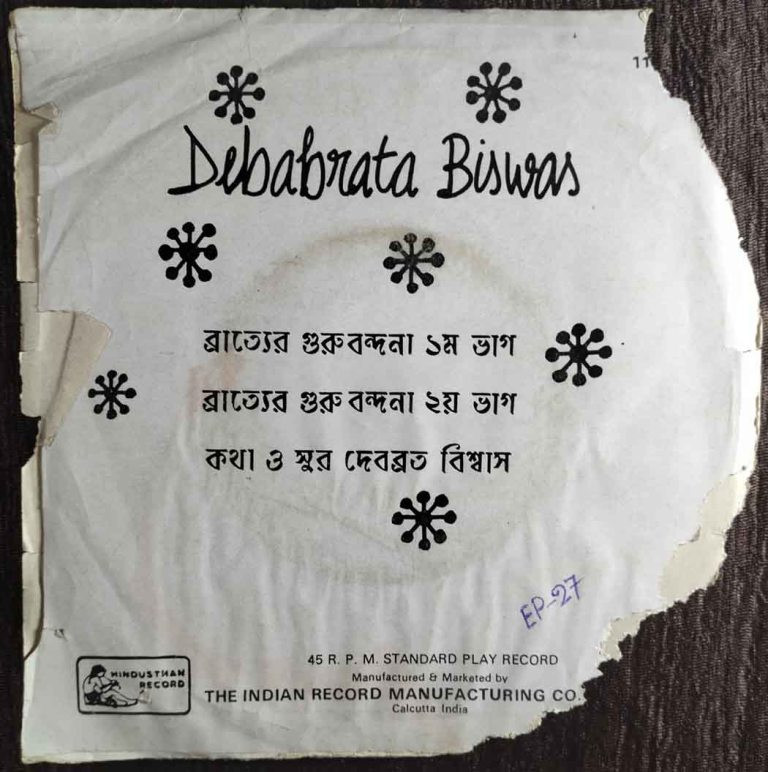 11
Debabrata Biswas
ব্রাত্যের গুরুবন্দনা ১ম ভাগ
ব্রাত্যের গুরুবন্দনা ২য় ভাগ
কথা ও সুর দেবব্রত বিশ্বাস
EP-27
45 R. P. M. STANDARD PLAY RECORD
Manufactured & Marketed by
THE INDIAN RECORD MANUFACTURING CO.
Calcutta India
HINDUSTHAN
RECORD